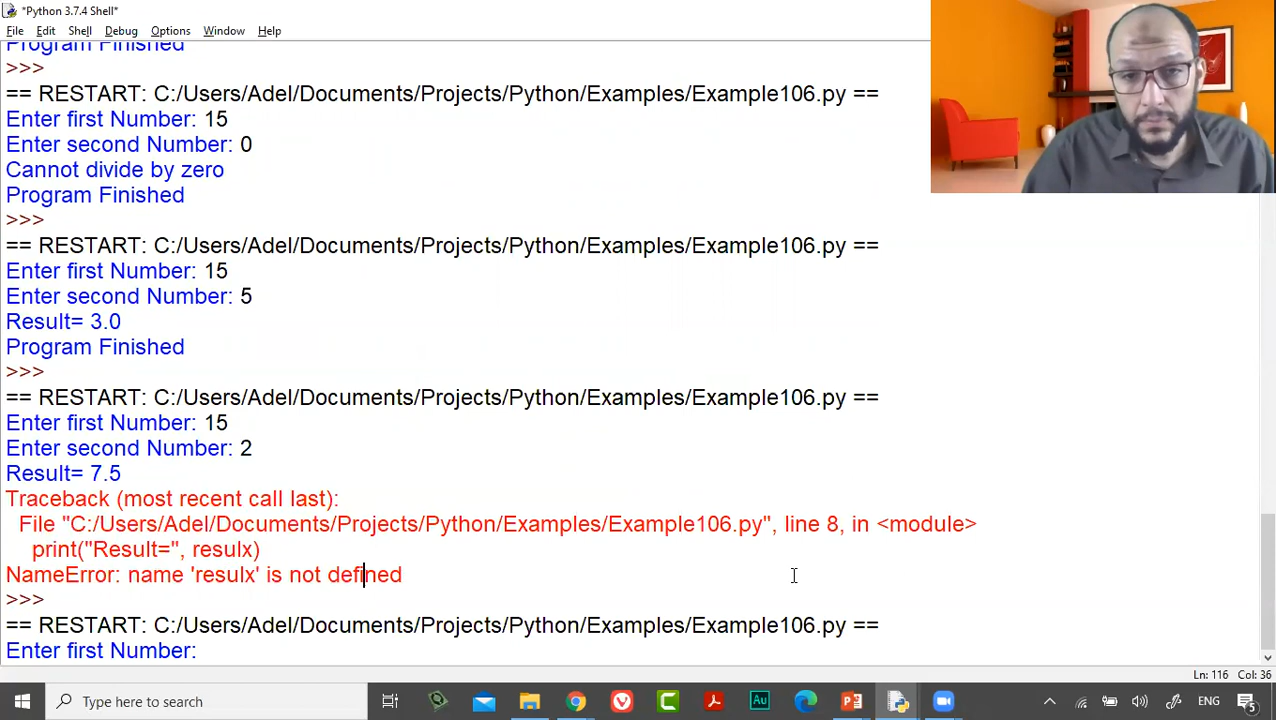 *Python 3.7.4 Shell*
File Edit Shell Debug Options Window Help
Program Finished
>>>
== RESTART: C:/Users/Adel/Documents/Projects/Python/Examples/Example106.py ==
Enter first Number: 15
Enter second Number: 0
Cannot divide by zero
Program Finished
>>>
== RESTART: C:/Users/Adel/Documents/Projects/Python/Examples/Example106.py ==
Enter first Number: 15
Enter second Number: 5
Result= 3.0
Program Finished
>>>
== RESTART: C:/Users/Adel/Documents/Projects/Python/Examples/Example106.py ==
Enter first Number: 15
Enter second Number: 2
Result= 7.5
Traceback (most recent call last):
File "C:/Users/Adel/Documents/Projects/Python/Examples/Example106.py", line 8, in <module>
print("Result=", resulx)
NameError: name 'resulx' is not defined
>>>
== RESTART: C:/Users/Adel/Documents/Projects/Python/Examples/Example106.py ==
Enter first Number:
Ln: 116 Col: 36
Type here to search
Au
ENG
5